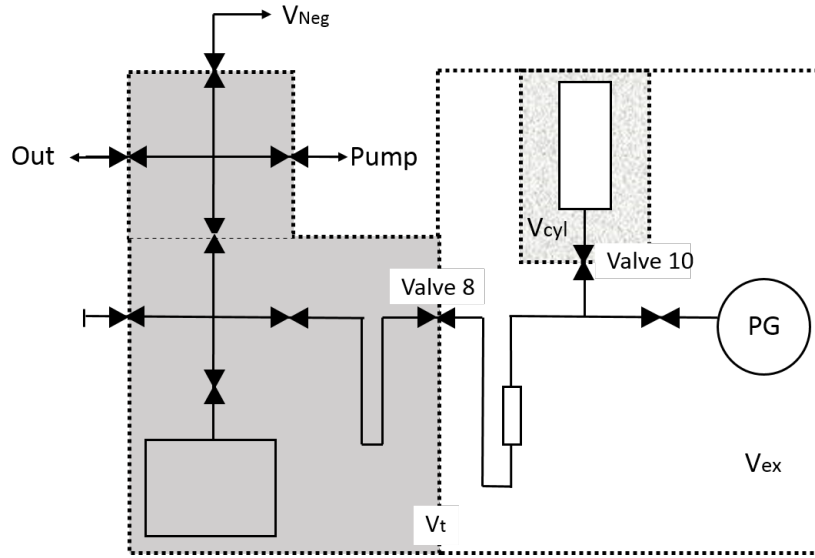 VNeg
Out
Pump
Vcyl
Valve 10
Valve 8
PG
Vex
Vt